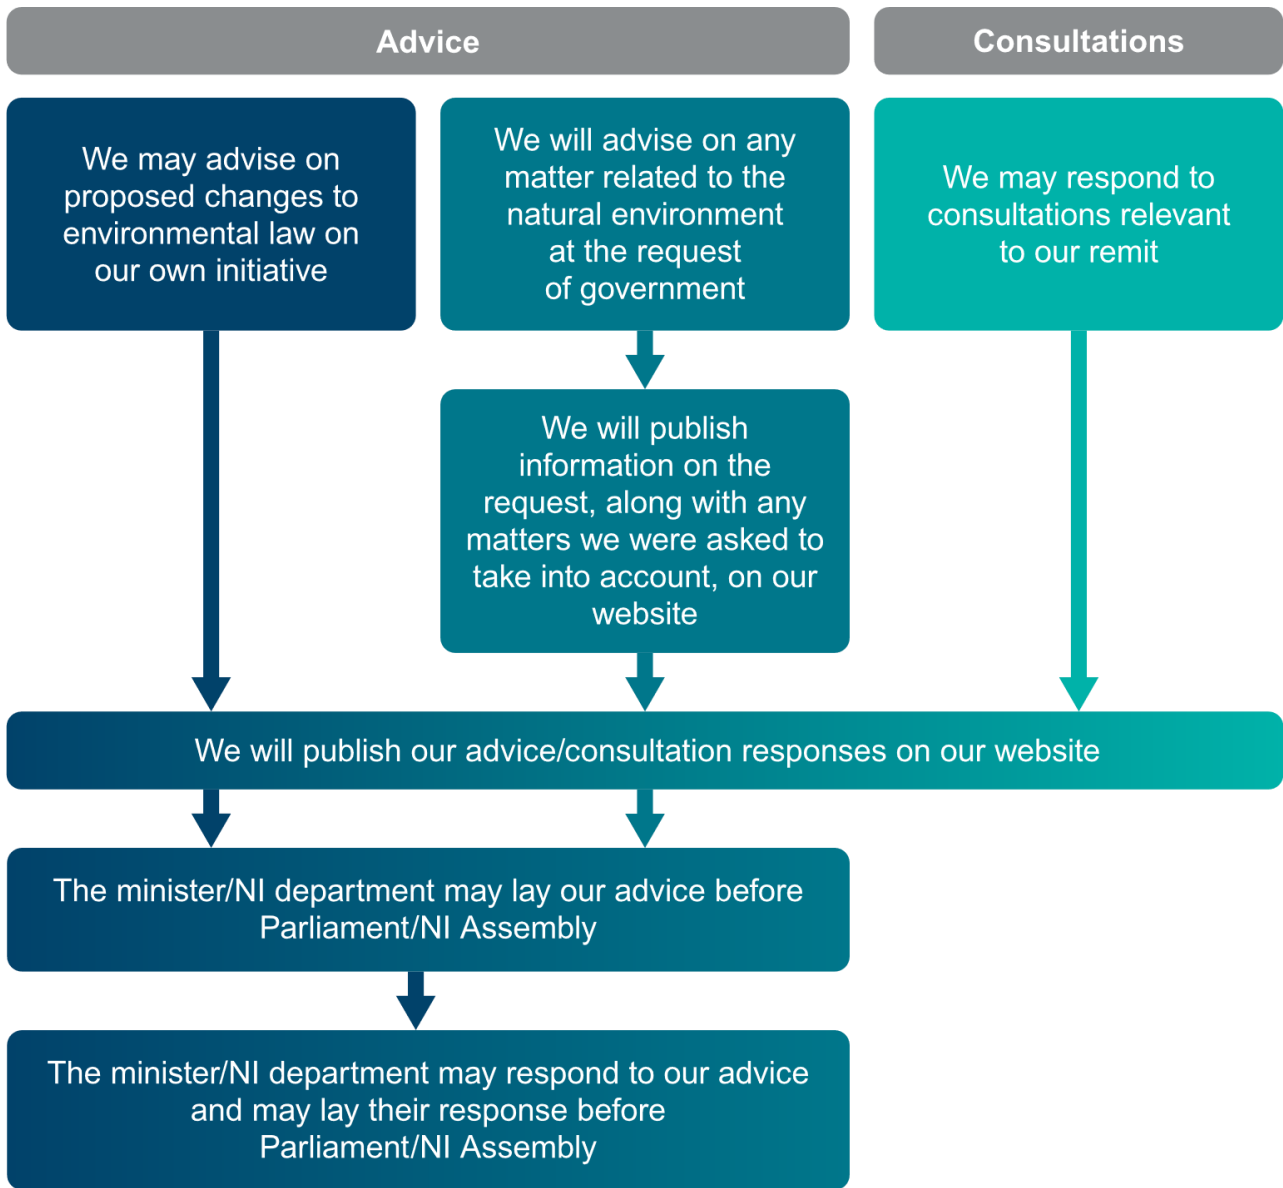 Advice
Consultations
We may advise on
proposed changes to
environmental law on
our own initiative
We will advise on any
matter related to the
natural environment
at the request
of government
We may respond to
consultations relevant
to our remit
We will publish
information on the
request, along with any
matters we were asked to
take into account, on our
website
We will publish our advice/consultation responses on our website
The minister/NI department may lay our advice before
Parliament/NI Assembly
The minister/NI department may respond to our advice
and may lay their response before
Parliament/NI Assembly